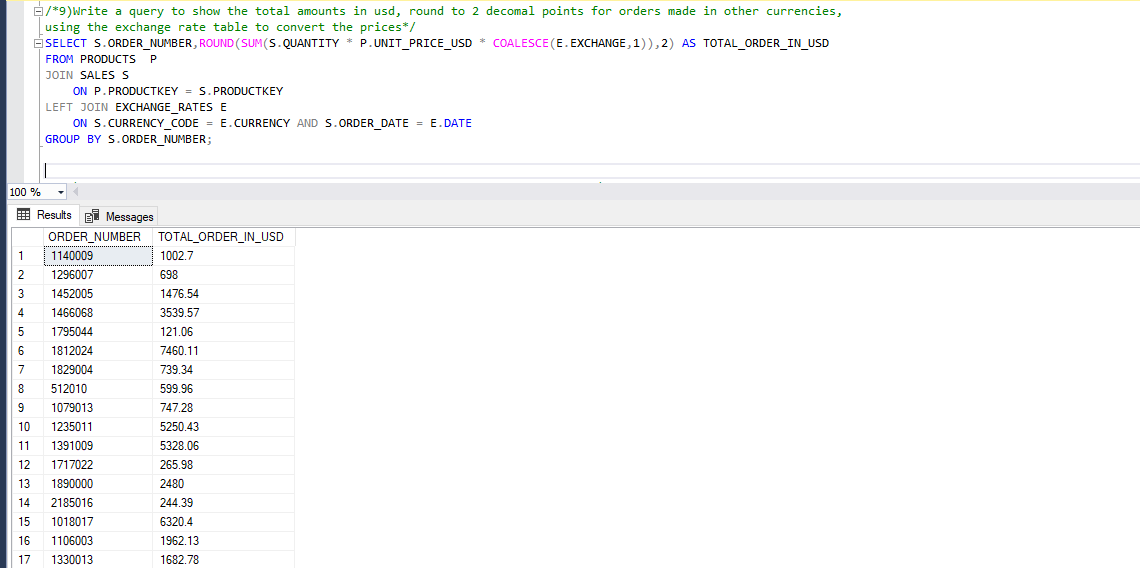 /*9)Write a query to show the total amounts in usd, round to 2 decomal points for orders made in other currencies,
using the exchange rate table to convert the prices*/
SELECT S.ORDER_NUMBER,ROUND(SUM(S.QUANTITY * P.UNIT_PRICE_USD * COALESCE(E.EXCHANGE,1)),2) AS TOTAL_ORDER_IN_USD
FROM PRODUCTS P
JOIN SALES S
ON P.PRODUCTKEY = S.PRODUCTKEY
LEFT JOIN EXCHANGE_RATES E
ON S.CURRENCY_CODE = E.CURRENCY AND S.ORDER_DATE = E.DATE
GROUP BY S.ORDER_NUMBER;
100 %
Results Messages
ORDER_NUMBER TOTAL_ORDER_IN_USD
1 1140009 1002.7
2 1296007 698
3 1452005 1476.54
4 1466068 3539.57
5 1795044 121.06
6 1812024 7460.11
7 1829004 739.34
8 512010 599.96
9 1079013 747.28
10 1235011 5250.43
11 1391009 5328.06
12 1717022 265.98
13 1890000 2480
14 2185016 244.39
15 1018017 6320.4
16 1106003 1962.13
17 1330013 1682.78